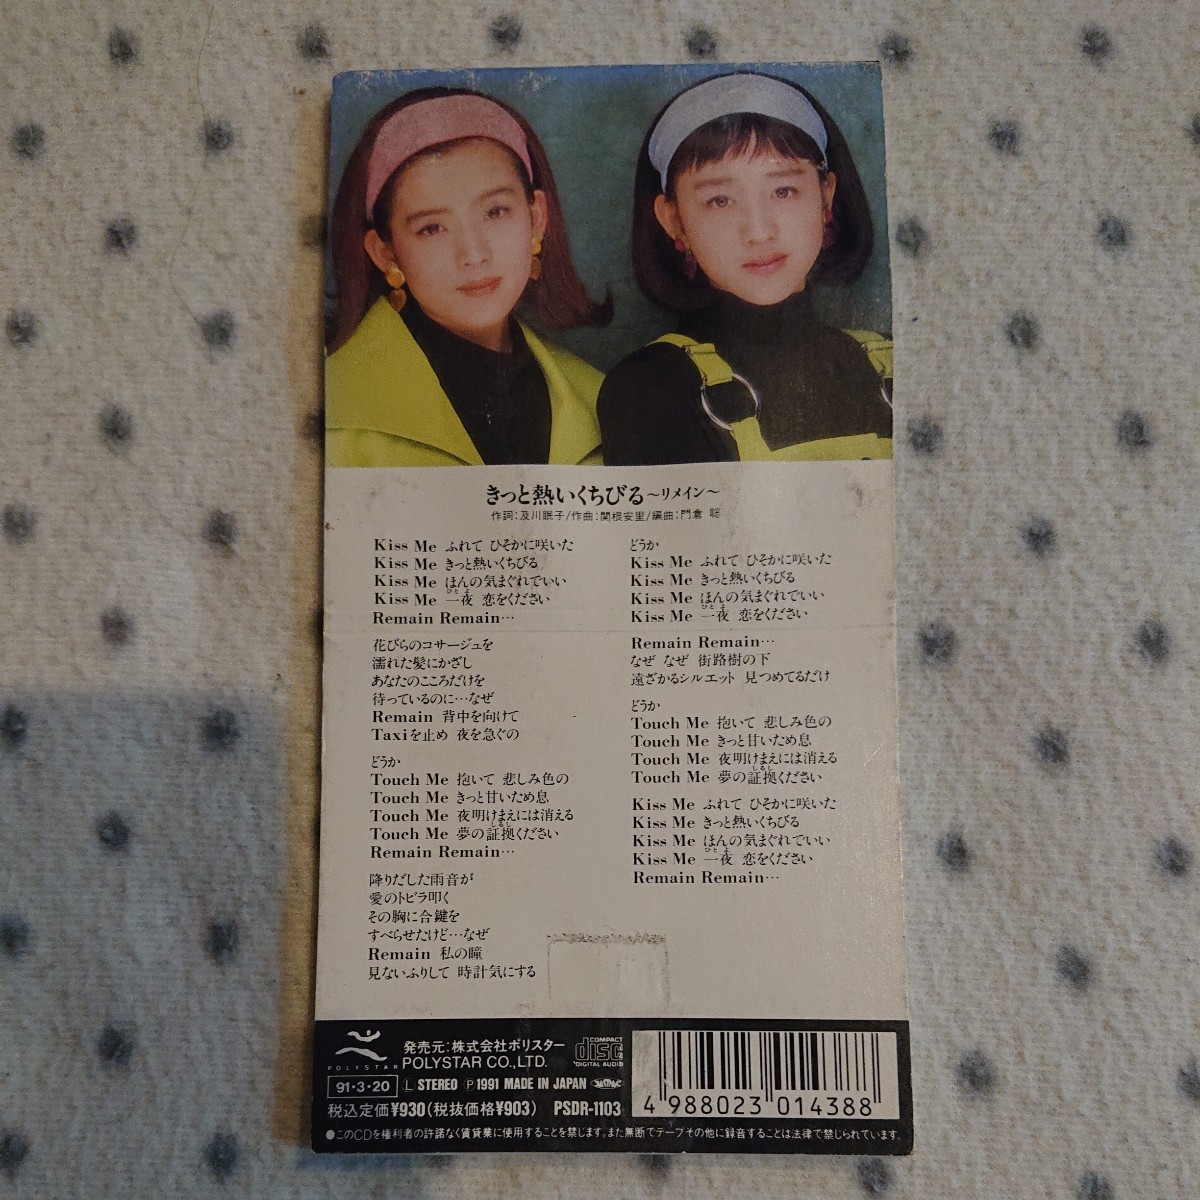 きっと熱いくちびる～リメイン～
作詞：及川眠子/作曲：関根安里/編曲：門倉 聡
Kiss Me ふれて ひそかに咲いた
Kiss Me きっと熱いくちびる
Kiss Me ほんの気まぐれでいい
Kiss Me 一夜 恋をください
ひとよ
Remain Remain…
花びらのコサージュを
濡れた髪にかざし
あなたのこころだけを
待っているのに…なぜ
Remain 背中を向けて
Taxiを止め 夜を急ぐの
どうか
Touch Me 抱いて 悲しみ色の
Touch Me きっと甘いため息
Touch Me 夜明けまえには消える
Touch Me 夢の証拠ください
しるし
Remain Remain…
降りだした雨音が
愛のトビラ叩く
その胸に合鍵を
すべらせたけど…なぜ
Remain 私の瞳
見ないふりして 時計気にする
どうか
Kiss Me ふれて ひそかに咲いた
Kiss Me きっと熱いくちびる
Kiss Me ほんの気まぐれでいい
Kiss Me 一夜 恋をください
ひとよ
Remain Remain…
なぜ なぜ 街路樹の下
遠ざかるシルエット 見つめてるだけ
どうか
Touch Me 抱いて 悲しみ色の
Touch Me きっと甘いため息
Touch Me 夜明けまえには消える
Touch Me 夢の証拠ください
しるし
Kiss Me ふれて ひそかに咲いた
Kiss Me きっと熱いくちびる
Kiss Me ほんの気まぐれでいい
Kiss Me 一夜 恋をください
ひとよ
Remain Remain…
POLYSTAR
発売元：株式会社ポリスター
POLYSTAR CO.,LTD.
COMPACT
disc
DIGITAL AUDIO
91・3・20
Ⓛ STEREO Ⓟ1991 MADE IN JAPAN
税込定価¥930(税抜価格¥903) PSDR-1103
4 988023 014388
●このCDを権利者の許諾なく賃貸業に使用することを禁じます。また無断でテープその他に録音することは法律で禁じられています。